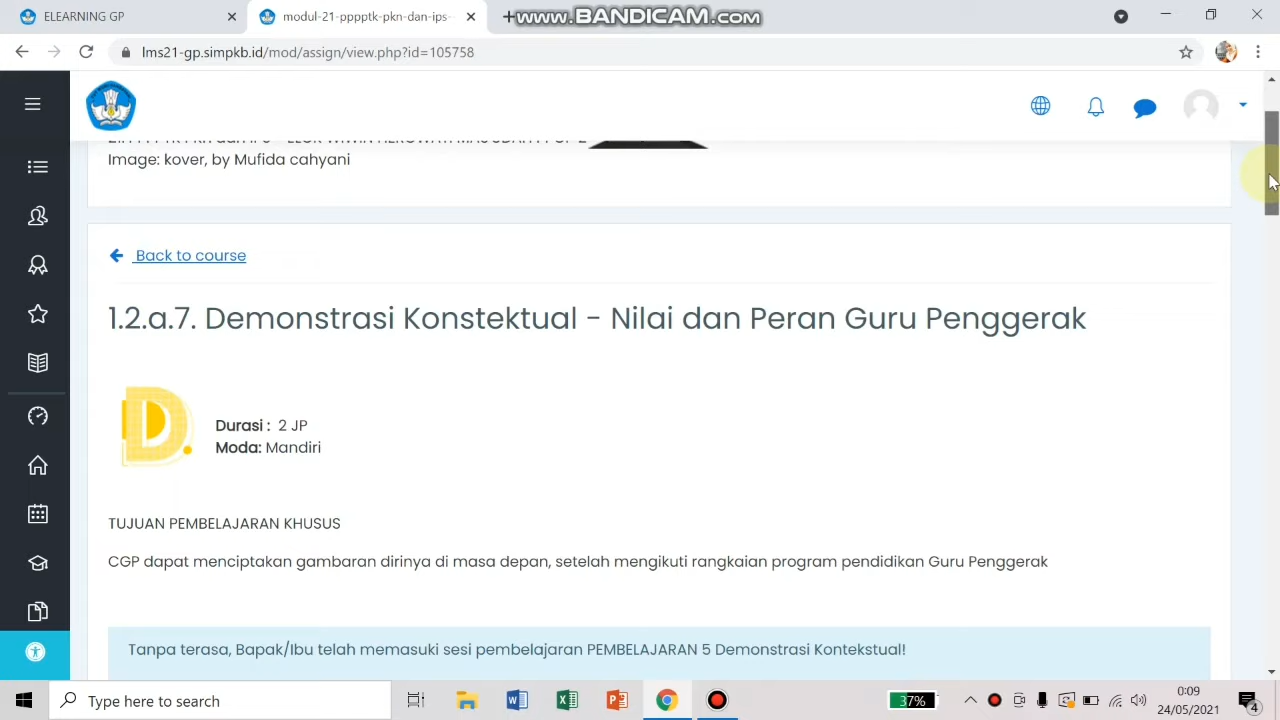 ELEARNING GP
modul-21-pppptk-pkn-dan-ips-
www.BANDICAM.com
lms21-gp.simpkb.id/mod/assign/view.php?id=105758
Image: kover, by Mufida cahyani
Back to course
1.2.a.7. Demonstrasi Konstektual - Nilai dan Peran Guru Penggerak
D.
Durasi : 2 JP
Moda: Mandiri
TUJUAN PEMBELAJARAN KHUSUS
CGP dapat menciptakan gambaran dirinya di masa depan, setelah mengikuti rangkaian program pendidikan Guru Penggerak
Tanpa terasa, Bapak/Ibu telah memasuki sesi pembelajaran PEMBELAJARAN 5 Demonstrasi Kontekstual!
Type here to search
37%
0:09
24/05/2021
4